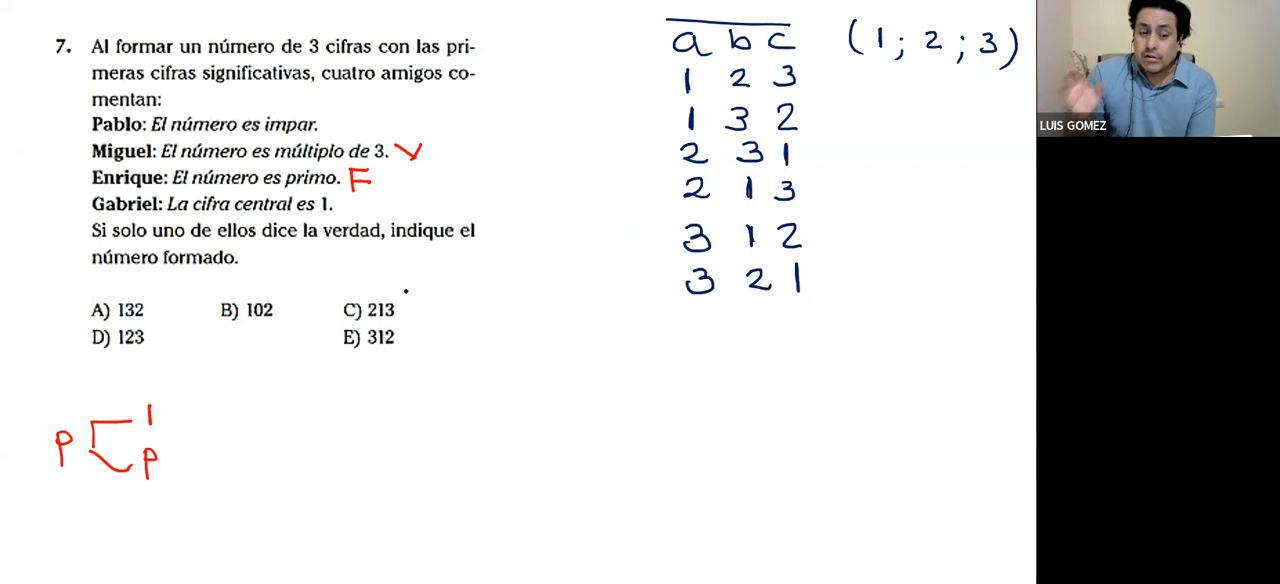 7. Al formar un número de 3 cifras con las pri-
meras cifras significativas, cuatro amigos co-
mentan:
Pablo: El número es impar.
Miguel: El número es múltiplo de 3. V
Enrique: El número es primo. F
Gabriel: La cifra central es 1.
Si solo uno de ellos dice la verdad, indique el
número formado.
A) 132 B) 102 C) 213
D) 123 E) 312
P 1
P
a b c (1; 2; 3)
1 2 3
1 3 2
2 3 1
2 1 3
3 1 2
3 2 1
LUIS GOMEZ